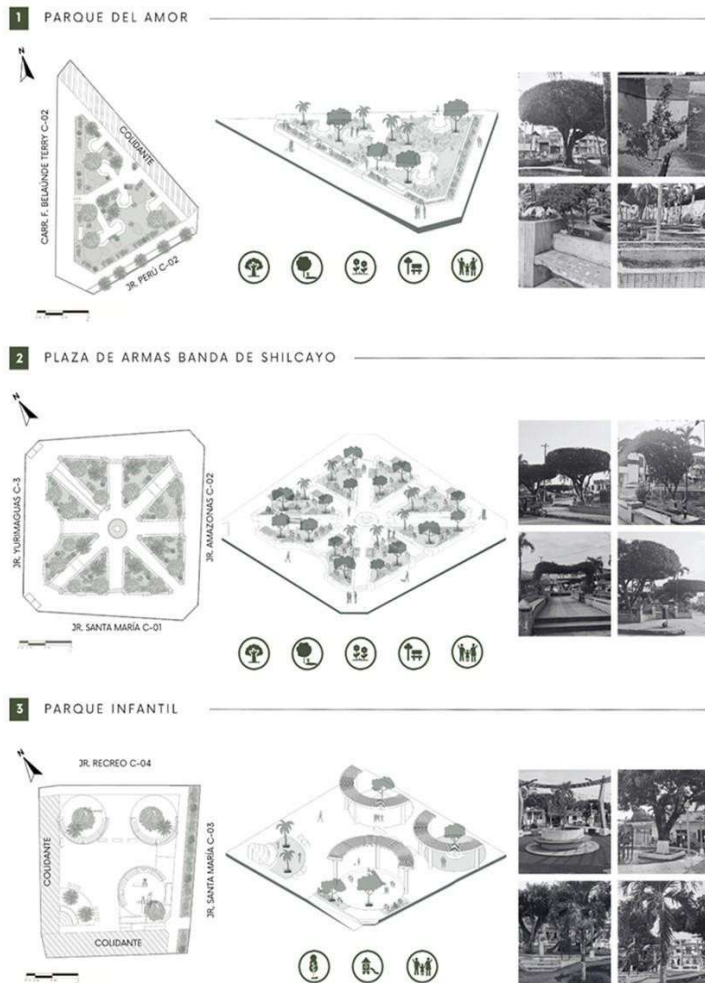 1 PARQUE DEL AMOR
N
COLIDANTE
CARR. F. BELAÚNDE TERRY C-02
JR. PERÚ C-02
2 PLAZA DE ARMAS BANDA DE SHILCAYO
N
JR. YURIMAGUAS C-3
JR. AMAZONAS C-02
JR. SANTA MARÍA C-01
3 PARQUE INFANTIL
N
JR. RECREO C-04
COLIDANTE
JR, SANTA MARÍA C-03
COLIDANTE